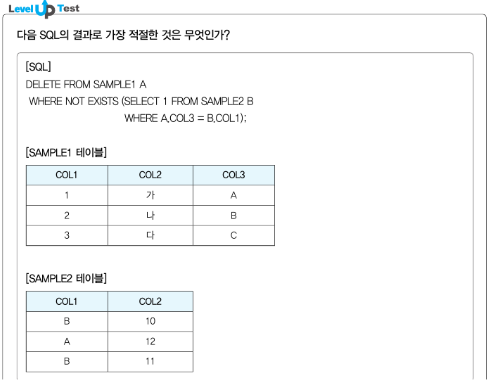 Level Up Test
다음 SQL의 결과로 가장 적절한 것은 무엇인가?
[SQL]
DELETE FROM SAMPLE1 A
WHERE NOT EXISTS (SELECT 1 FROM SAMPLE2 B
WHERE A.COL3 = B.COL1);
[SAMPLE1 테이블]
COL1 COL2 COL3
1 가 A
2 나 B
3 다 C
[SAMPLE2 테이블]
COL1 COL2
B 10
A 12
B 11